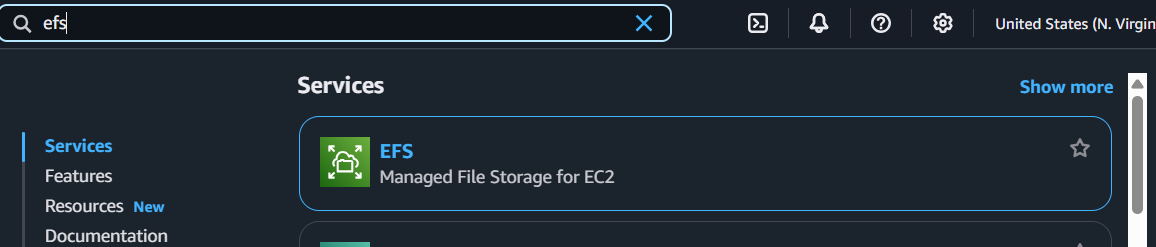 efs
United States (N. Virgin
Services
Show more
Services
Features
Resources New
Documentation
EFS
Managed File Storage for EC2